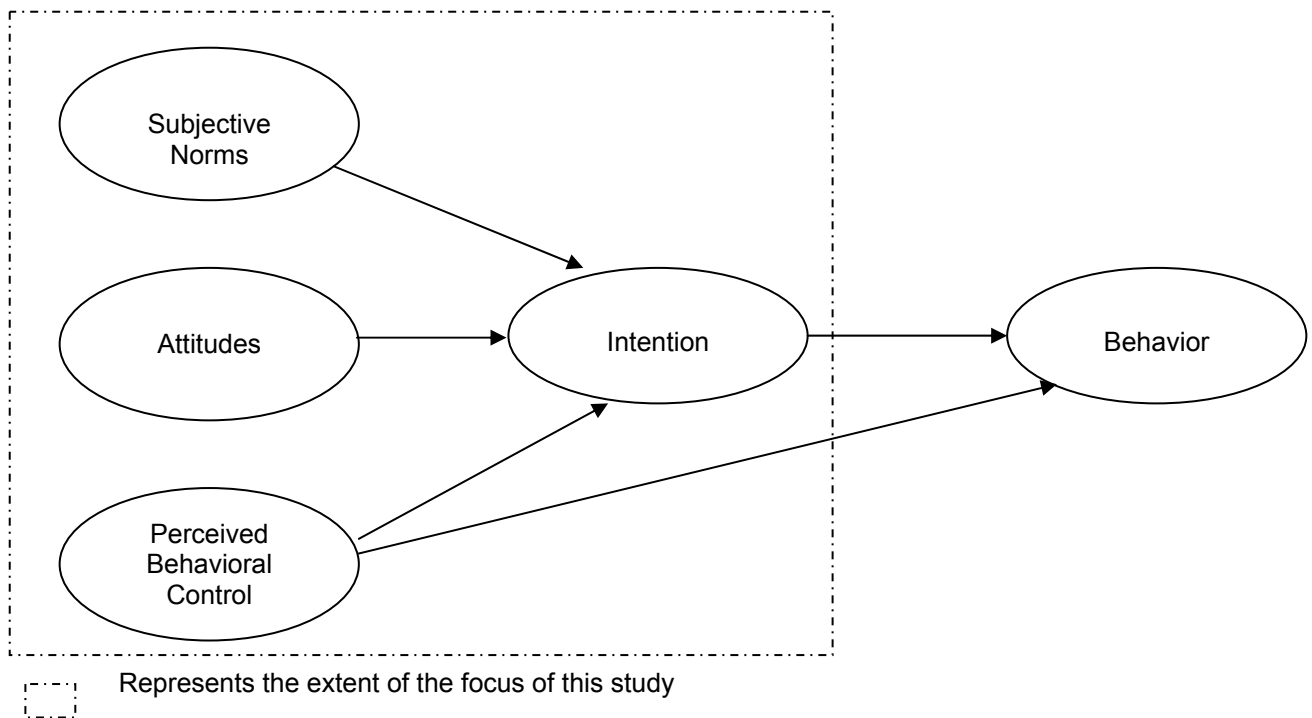 Subjective
Norms
Attitudes
Intention
Behavior
Perceived
Behavioral
Control
Represents the extent of the focus of this study